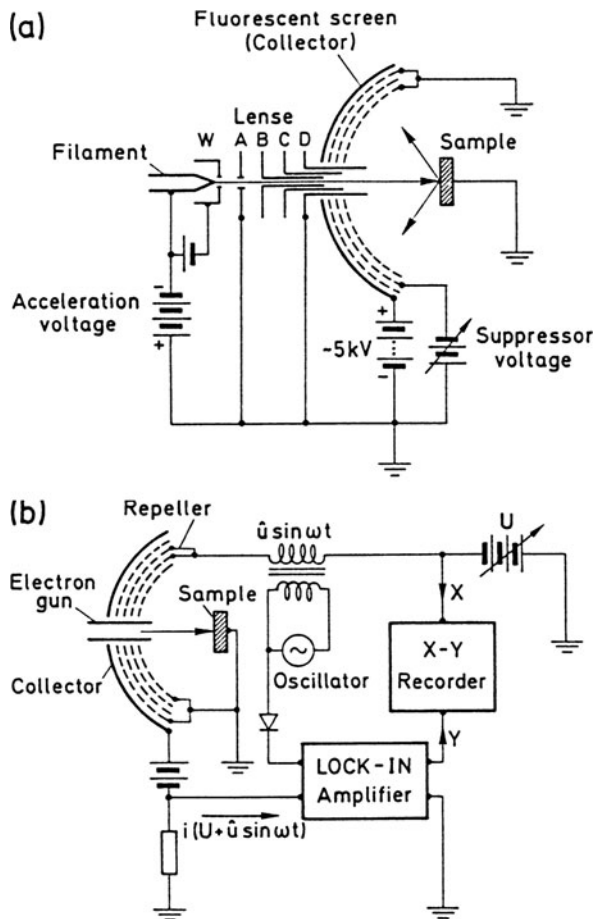 (a)
Fluorescent screen
(Collector)
Lense
W A B C D
Filament
Sample
-
Acceleration
voltage
+
+
~5kV
-
Suppressor
voltage
(b)
Repeller
û sin ωt
U
Electron
gun
Sample
X
~
Oscillator
X-Y
Recorder
Collector
Y
LOCK-IN
Amplifier
i (U+û sin ωt)